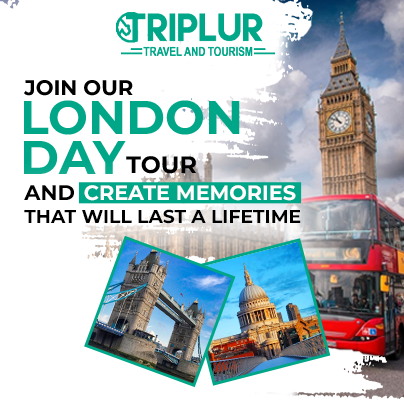 TRIPLUR
TRAVEL AND TOURISM
JOIN OUR
LONDON
DAY TOUR
AND CREATE MEMORIES
THAT WILL LAST A LIFETIME